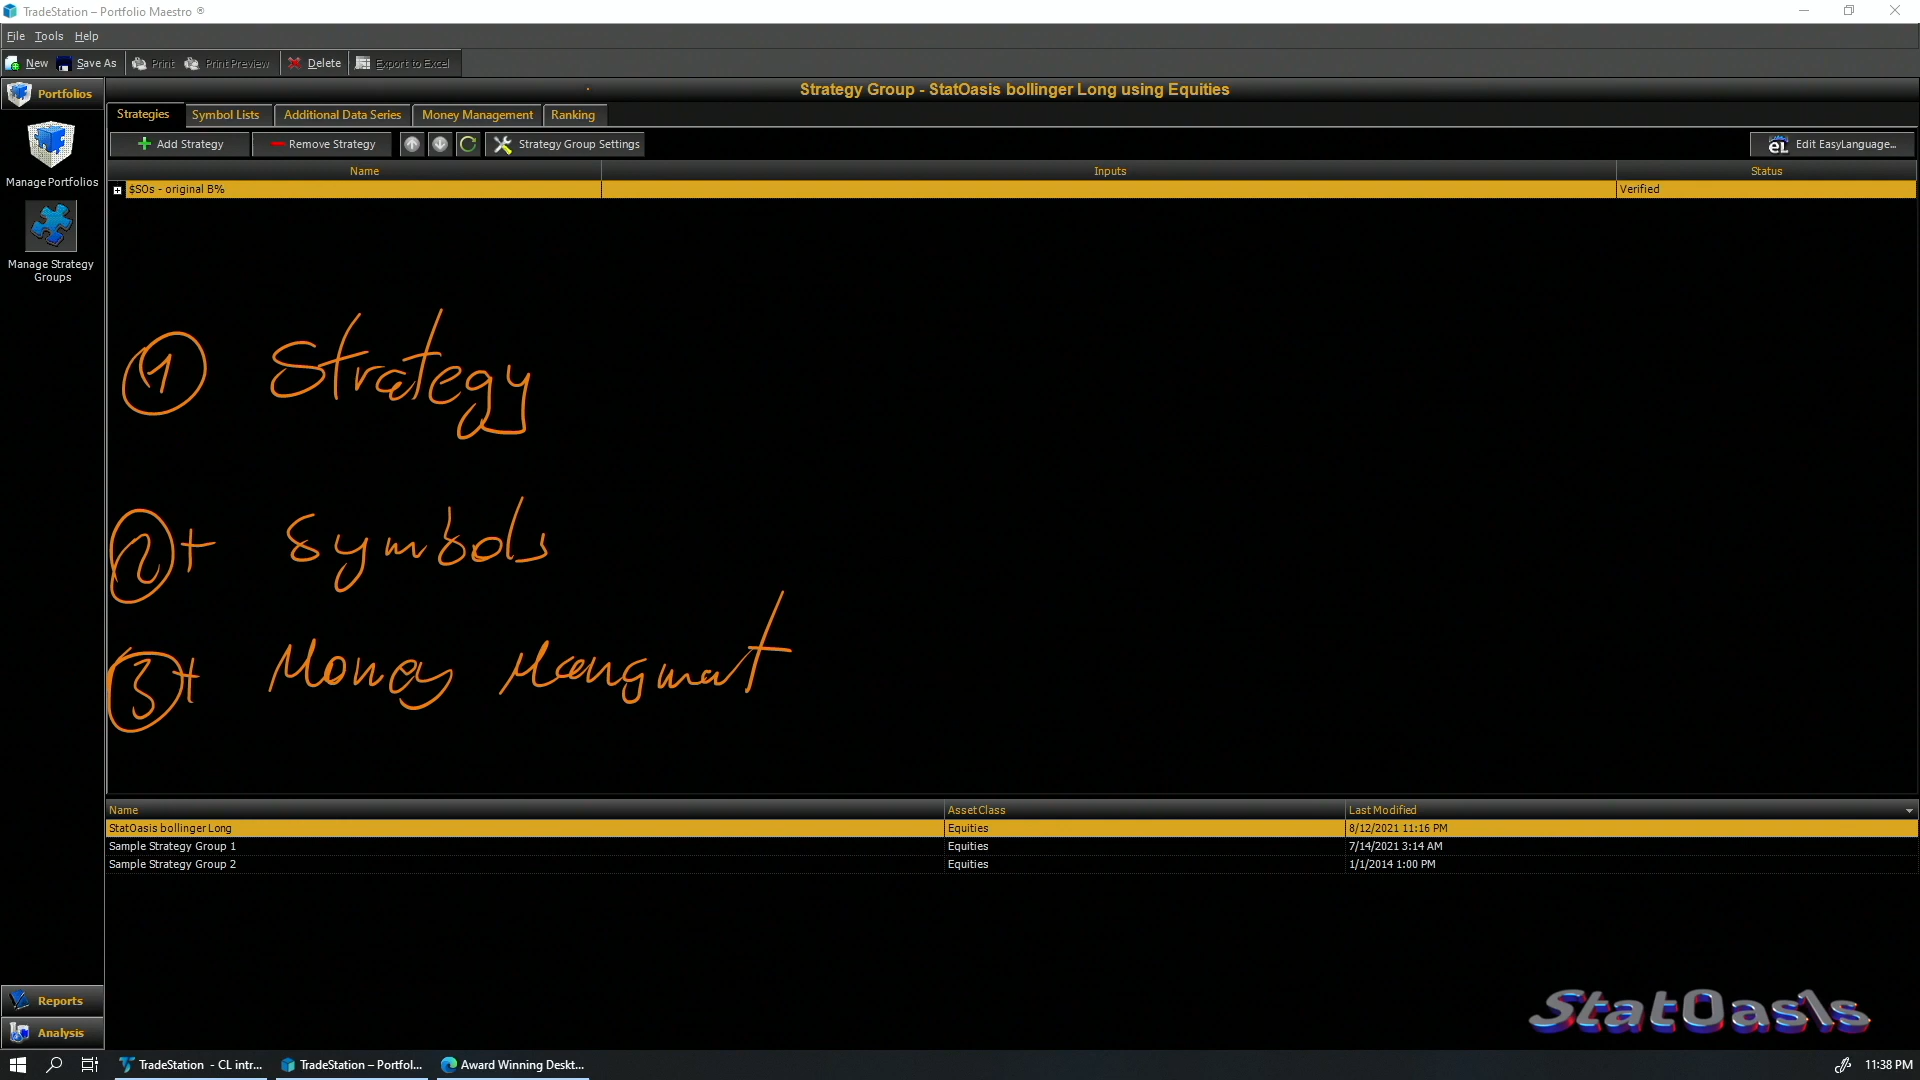 TradeStation – Portfolio Maestro ®
File Tools Help
New Save As Print Print Preview Delete Export to Excel
Portfolios
Strategy Group - StatOasis bollinger Long using Equities
Strategies Symbol Lists Additional Data Series Money Management Ranking
Add Strategy Remove Strategy Strategy Group Settings Edit EasyLanguage...
Name Inputs Status
$SOs - original B% Verified
Manage Portfolios
Manage Strategy
Groups
1 Strategy
2 + Symbols
3 + Money Mangmat
Name AssetClass Last Modified
StatOasis bollinger Long Equities 8/12/2021 11:16 PM
Sample Strategy Group 1 Equities 7/14/2021 3:14 AM
Sample Strategy Group 2 Equities 1/1/2014 1:00 PM
Reports
Analysis
StatOasis
TradeStation - CL intr... TradeStation – Portfol... Award Winning Deskt... 11:38 PM